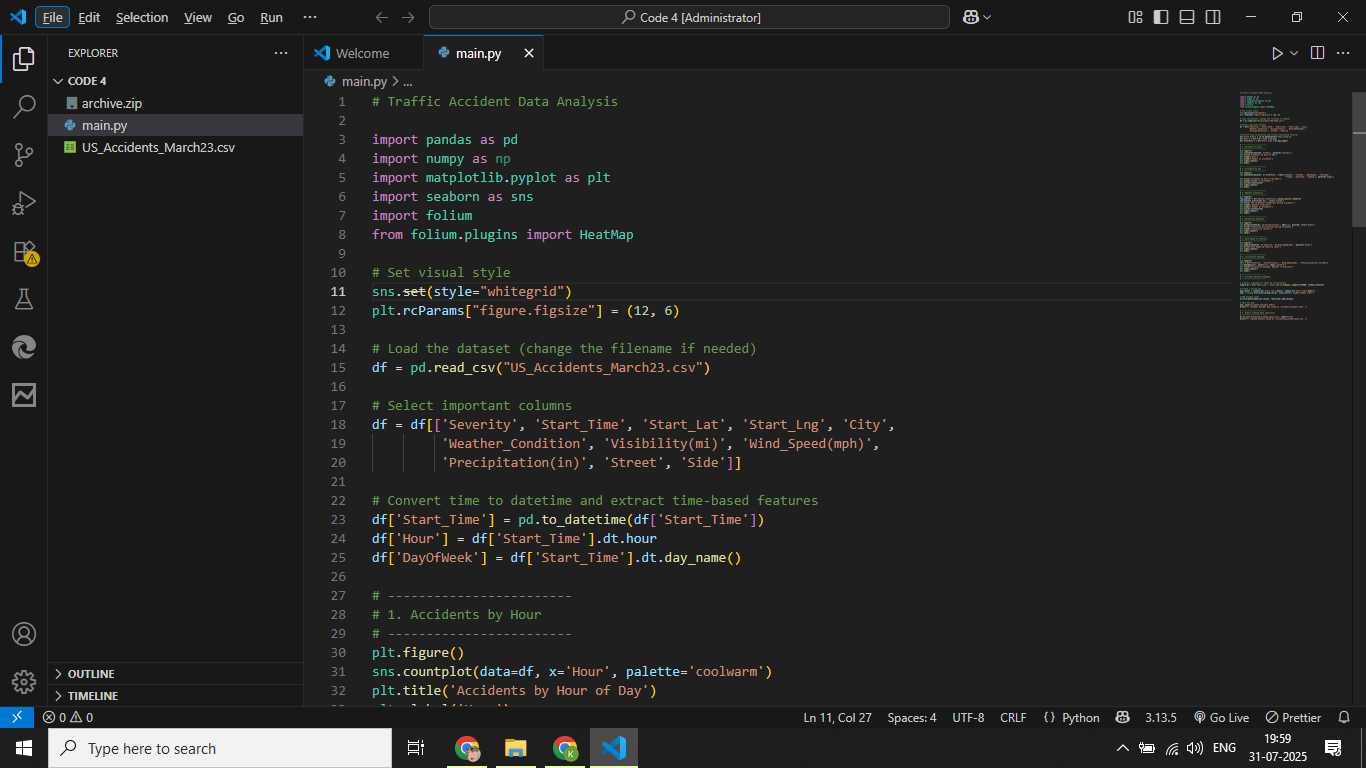 File Edit Selection View Go Run ··· Code 4 [Administrator]
EXPLORER ···
CODE 4
archive.zip
main.py
US_Accidents_March23.csv
OUTLINE
TIMELINE
Welcome main.py
main.py > ...
1 # Traffic Accident Data Analysis
2
3 import pandas as pd
4 import numpy as np
5 import matplotlib.pyplot as plt
6 import seaborn as sns
7 import folium
8 from folium.plugins import HeatMap
9
10 # Set visual style
11 sns.set(style="whitegrid")
12 plt.rcParams["figure.figsize"] = (12, 6)
13
14 # Load the dataset (change the filename if needed)
15 df = pd.read_csv("US_Accidents_March23.csv")
16
17 # Select important columns
18 df = df[['Severity', 'Start_Time', 'Start_Lat', 'Start_Lng', 'City',
19 'Weather_Condition', 'Visibility(mi)', 'Wind_Speed(mph)',
20 'Precipitation(in)', 'Street', 'Side']]
21
22 # Convert time to datetime and extract time-based features
23 df['Start_Time'] = pd.to_datetime(df['Start_Time'])
24 df['Hour'] = df['Start_Time'].dt.hour
25 df['DayOfWeek'] = df['Start_Time'].dt.day_name()
26
27 # ------------------------
28 # 1. Accidents by Hour
29 # ------------------------
30 plt.figure()
31 sns.countplot(data=df, x='Hour', palette='coolwarm')
32 plt.title('Accidents by Hour of Day')
0 0 Ln 11, Col 27 Spaces: 4 UTF-8 CRLF {} Python 3.13.5 Go Live Prettier
Type here to search K ENG 19:59
31-07-2025